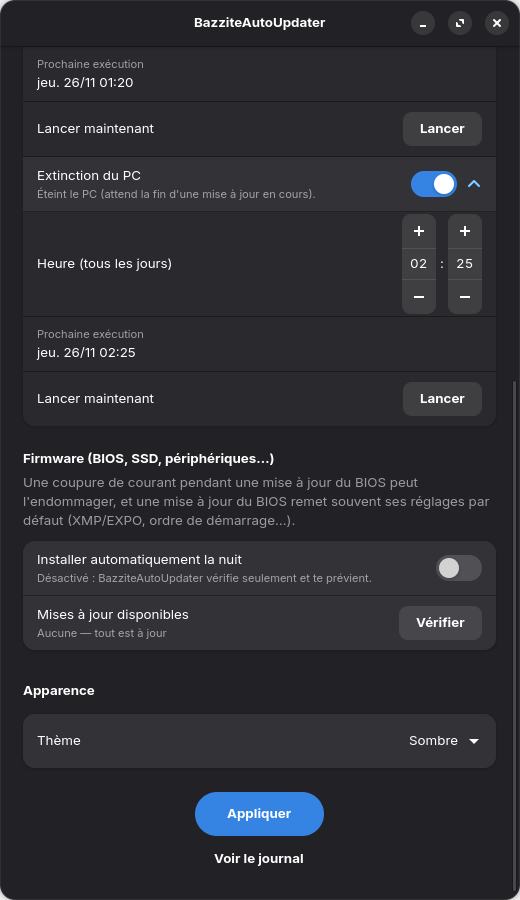 BazziteAutoUpdater
Prochaine exécution
jeu. 26/11 01:20
Lancer maintenant
Lancer
Extinction du PC
Éteint le PC (attend la fin d'une mise à jour en cours).
Heure (tous les jours)
+ +
02 : 25
− −
Prochaine exécution
jeu. 26/11 02:25
Lancer maintenant
Lancer
Firmware (BIOS, SSD, périphériques…)
Une coupure de courant pendant une mise à jour du BIOS peut
l'endommager, et une mise à jour du BIOS remet souvent ses réglages par
défaut (XMP/EXPO, ordre de démarrage…).
Installer automatiquement la nuit
Désactivé : BazziteAutoUpdater vérifie seulement et te prévient.
Mises à jour disponibles
Aucune — tout est à jour
Vérifier
Apparence
Thème
Sombre
Appliquer
Voir le journal